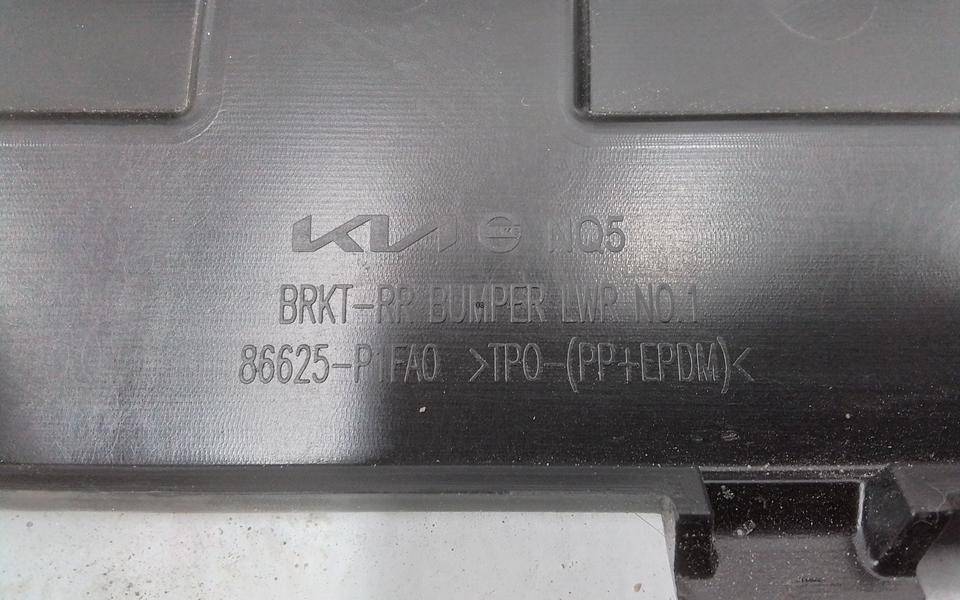 KIA NQ5
BRKT-RR BUMPER LWR NO.1
86625-P1FA0 >TPO-(PP+EPDM)<